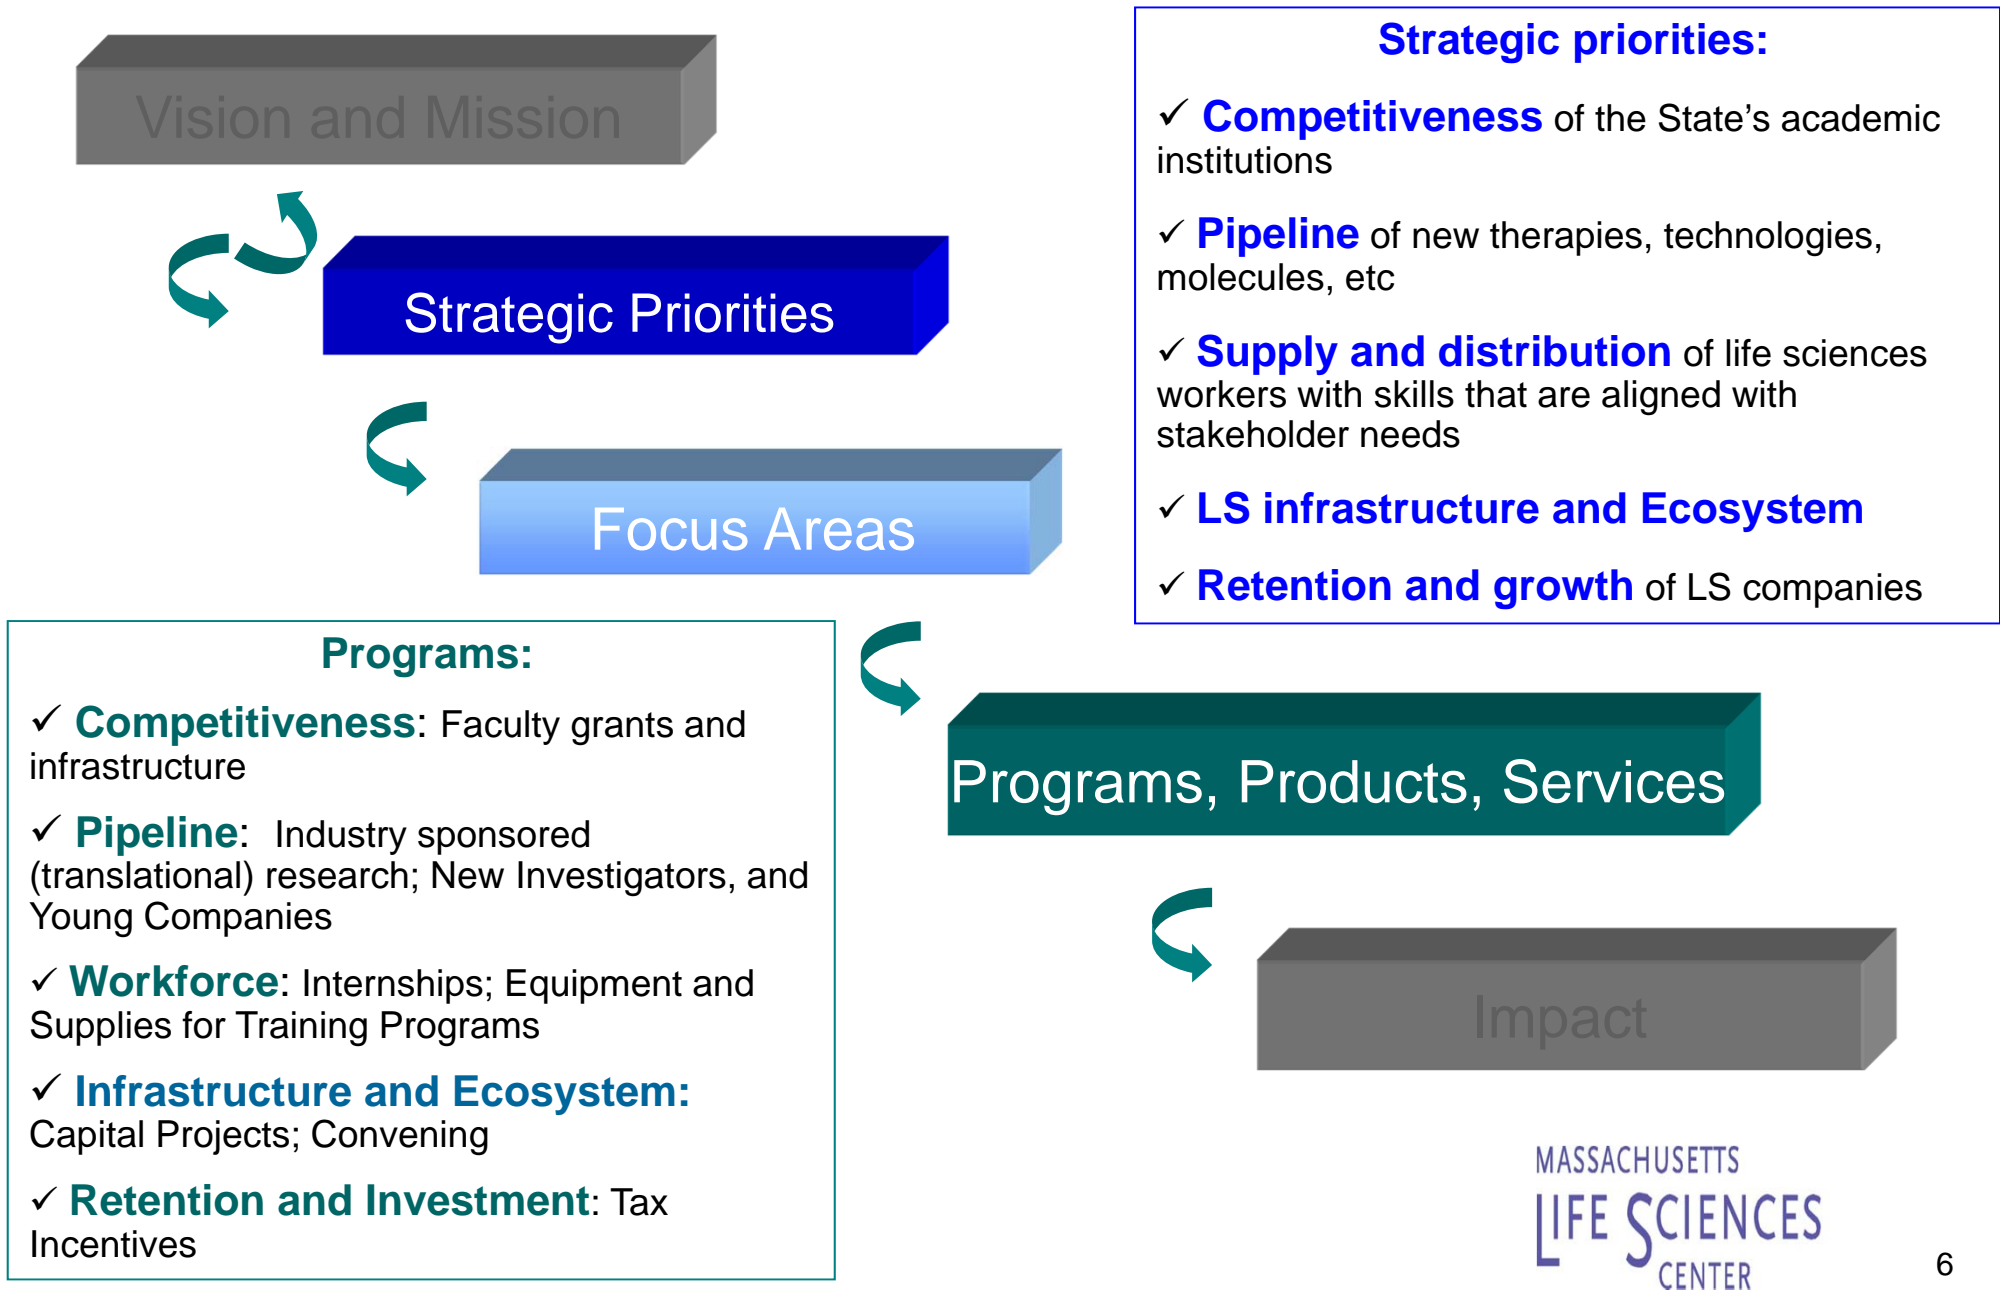 Vision and Mission
Strategic Priorities
Focus Areas
Programs, Products, Services
Impact
Strategic priorities:
✓ Competitiveness of the State’s academic
institutions
✓ Pipeline of new therapies, technologies,
molecules, etc
✓ Supply and distribution of life sciences
workers with skills that are aligned with
stakeholder needs
✓ LS infrastructure and Ecosystem
✓ Retention and growth of LS companies
Programs:
✓ Competitiveness: Faculty grants and
infrastructure
✓ Pipeline: Industry sponsored
(translational) research; New Investigators, and
Young Companies
✓ Workforce: Internships; Equipment and
Supplies for Training Programs
✓ Infrastructure and Ecosystem:
Capital Projects; Convening
✓ Retention and Investment: Tax
Incentives
MASSACHUSETTS
LIFE SCIENCES
CENTER
6